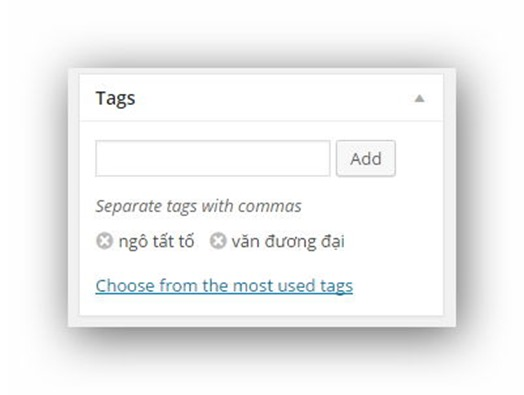 Tags
Add
Separate tags with commas
ngô tất tố văn đương đại
Choose from the most used tags